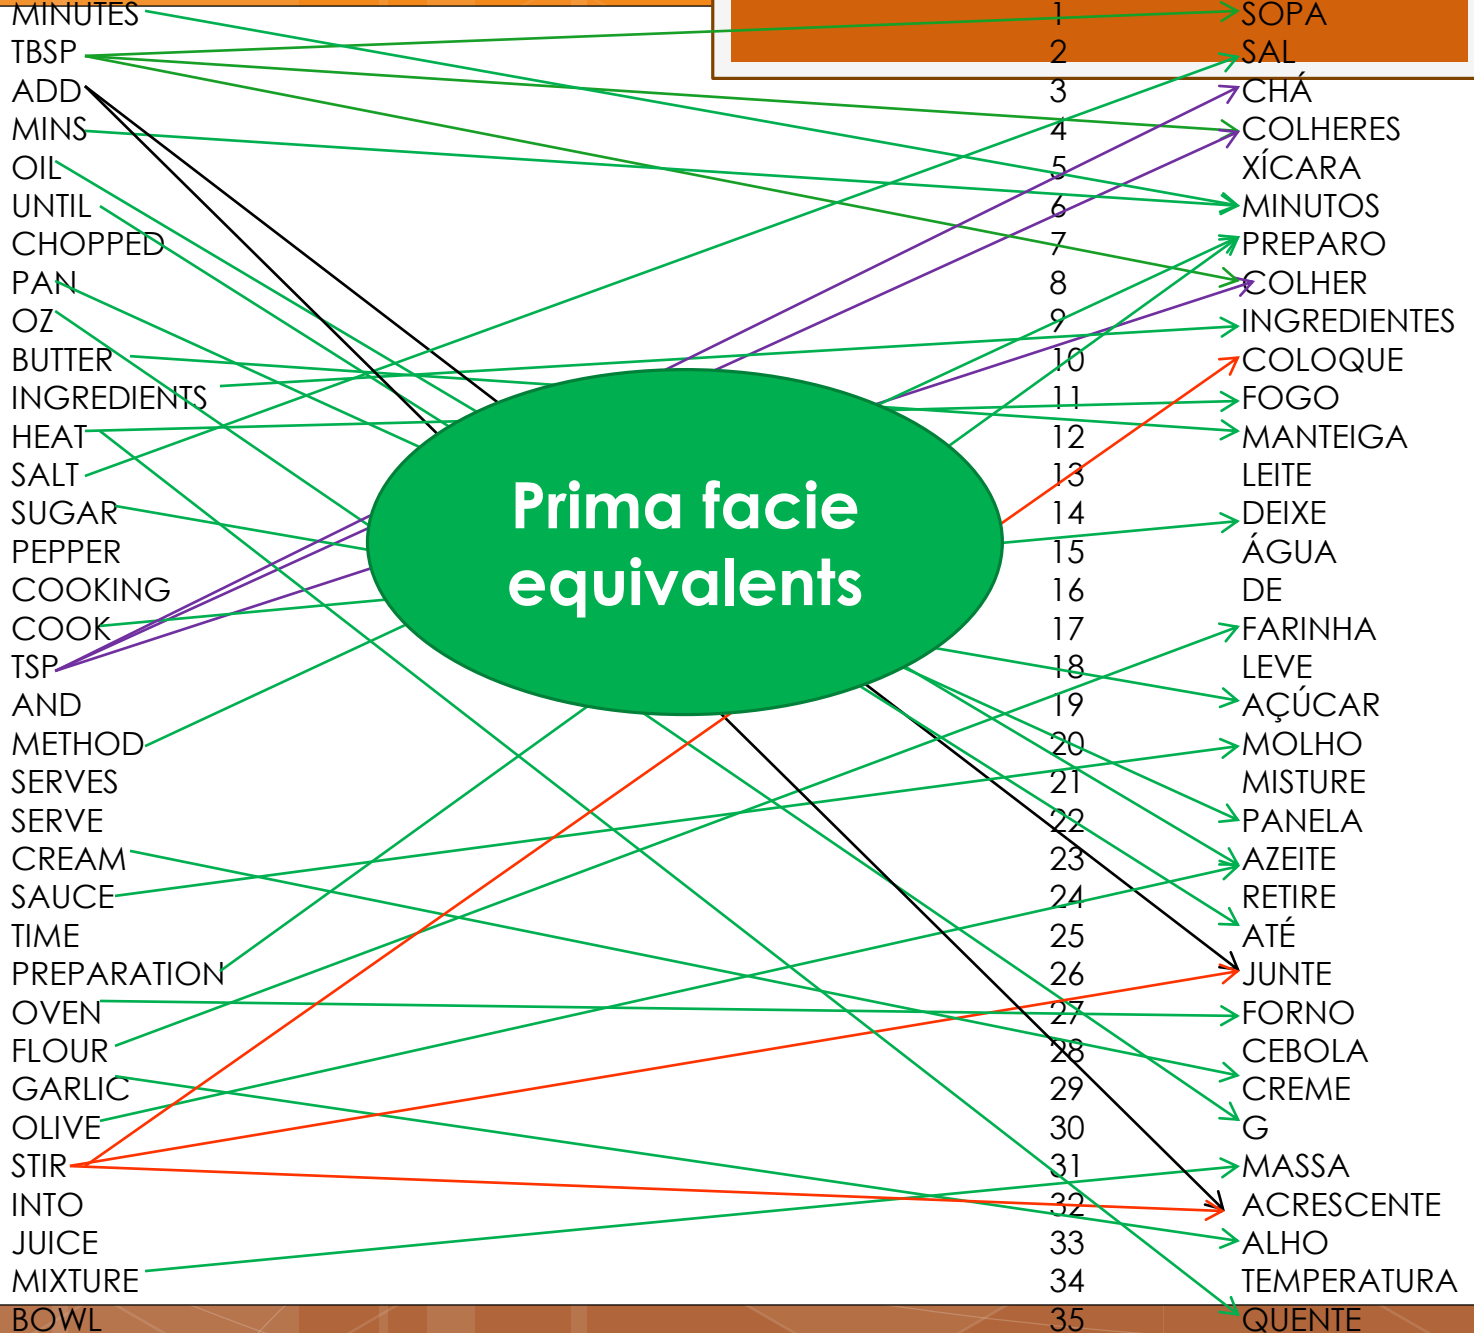 MINUTES 1 SOPA
TBSP 2 SAL
ADD 3 CHÁ
MINS 4 COLHERES
OIL 5 XÍCARA
UNTIL 6 MINUTOS
CHOPPED 7 PREPARO
PAN 8 COLHER
OZ 9 INGREDIENTES
BUTTER 10 COLOQUE
INGREDIENTS 11 FOGO
HEAT 12 MANTEIGA
SALT 13 LEITE
SUGAR 14 DEIXE
PEPPER 15 ÁGUA
COOKING 16 DE
COOK 17 FARINHA
TSP 18 LEVE
AND 19 AÇÚCAR
METHOD 20 MOLHO
SERVES 21 MISTURE
SERVE 22 PANELA
CREAM 23 AZEITE
SAUCE 24 RETIRE
TIME 25 ATÉ
PREPARATION 26 JUNTE
OVEN 27 FORNO
FLOUR 28 CEBOLA
GARLIC 29 CREME
OLIVE 30 G
STIR 31 MASSA
INTO 32 ACRESCENTE
JUICE 33 ALHO
MIXTURE 34 TEMPERATURA
BOWL 35 QUENTE
Prima facie
equivalents